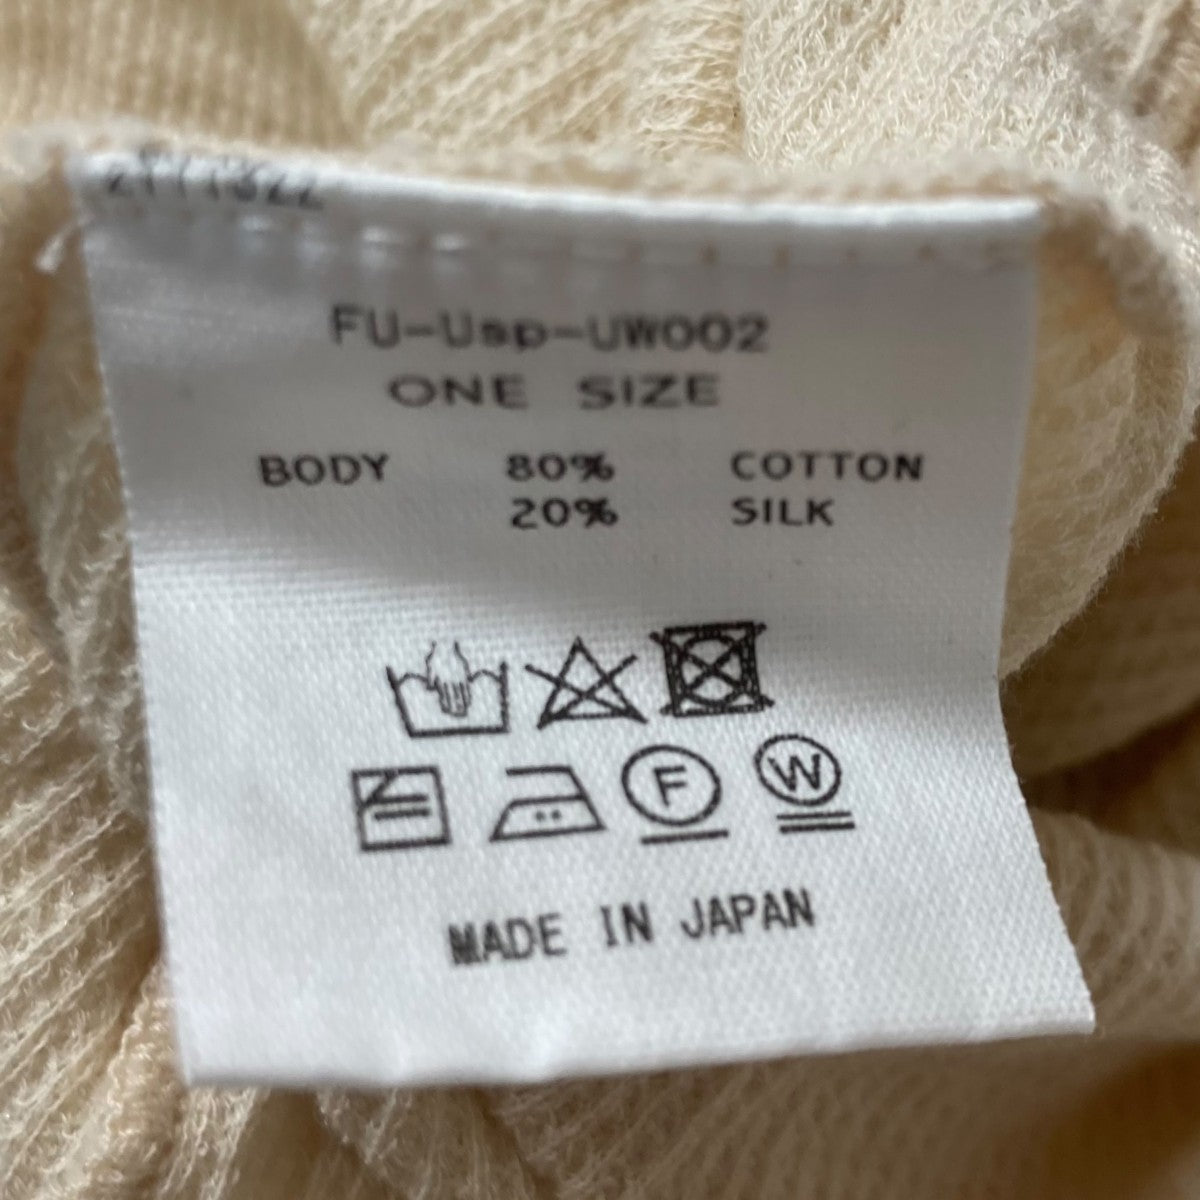 FU-Usp-UW002
ONE SIZE
BODY 80% COTTON
20% SILK
F W
MADE IN JAPAN